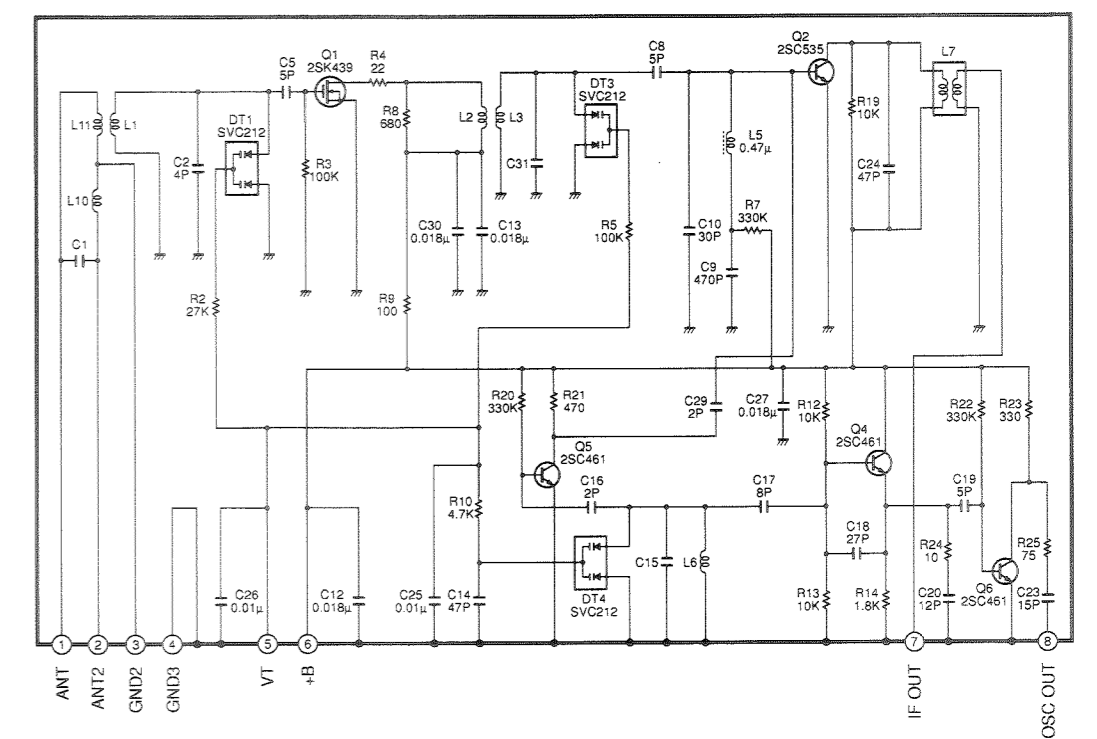 Q1
2SK439
C5
5P
R4
22
C8
5P
Q2
2SC535
L7
L11
L1
DT1
SVC212
R8
680
L2
L3
DT3
SVC212
R19
10K
L5
0.47μ
C2
4P
R3
100K
C31
C24
47P
L10
C30
0.018μ
C13
0.018μ
R5
100K
C10
30P
R7
330K
C1
C9
470P
R2
27K
R9
100
R20
330K
R21
470
C29
2P
C27
0.018μ
R12
10K
R22
330K
R23
330
Q4
2SC461
Q5
2SC461
R10
4.7K
C16
2P
C17
8P
C19
5P
C18
27P
R24
10
R25
75
C15
L6
DT4
SVC212
Q6
2SC461
C26
0.01μ
C12
0.018μ
C25
0.01μ
C14
47P
R13
10K
R14
1.8K
C20
12P
C23
15P
1
2
3
4
5
6
7
8
ANT
ANT2
GND2
GND3
VT
+B
IF OUT
OSC OUT